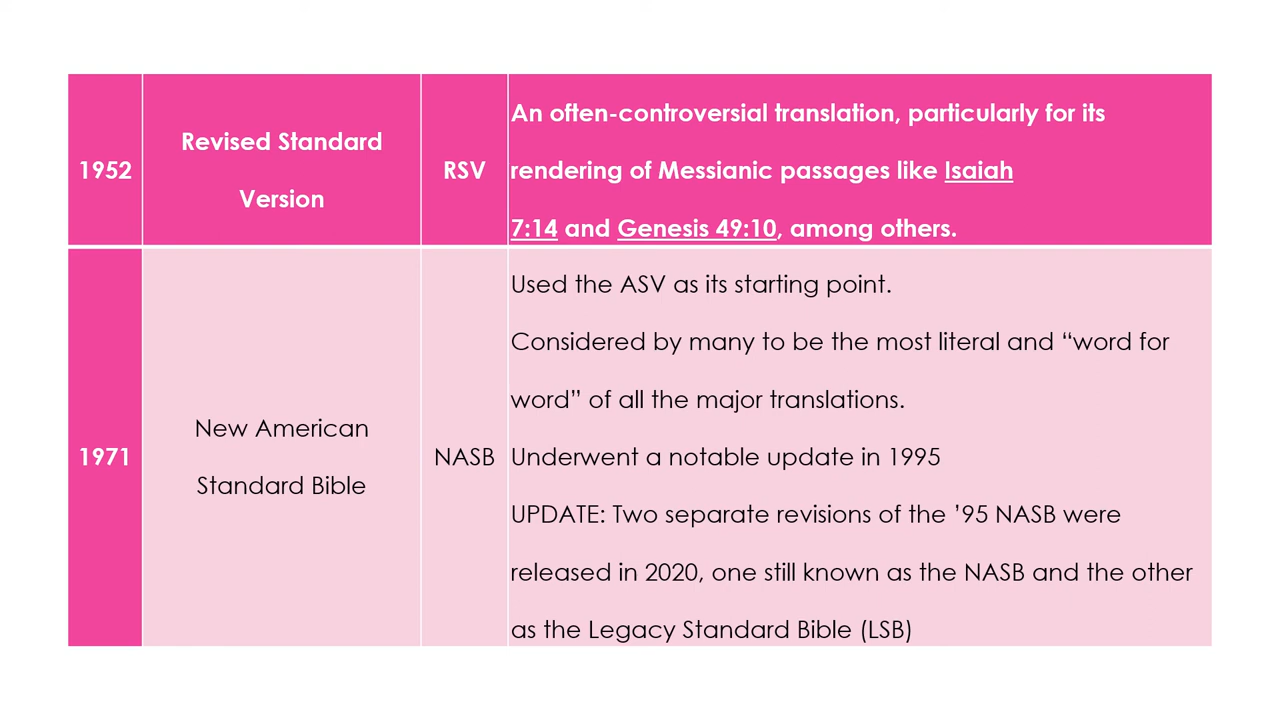 1952
Revised Standard
Version
RSV
An often-controversial translation, particularly for its
rendering of Messianic passages like Isaiah
7:14 and Genesis 49:10, among others.
1971
New American
Standard Bible
NASB
Used the ASV as its starting point.
Considered by many to be the most literal and “word for
word” of all the major translations.
Underwent a notable update in 1995
UPDATE: Two separate revisions of the ’95 NASB were
released in 2020, one still known as the NASB and the other
as the Legacy Standard Bible (LSB)